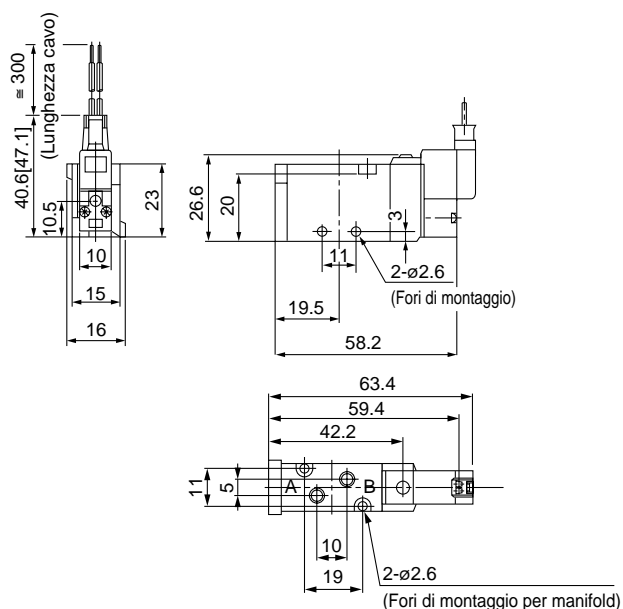 ≅ 300
(Lunghezza cavo)
40.6[47.1]
10.5
23
10
15
16
26.6
20
3
11
2-ø2.6
(Fori di montaggio)
19.5
58.2
63.4
59.4
42.2
11
5
A
B
10
19
2-ø2.6
(Fori di montaggio per manifold)